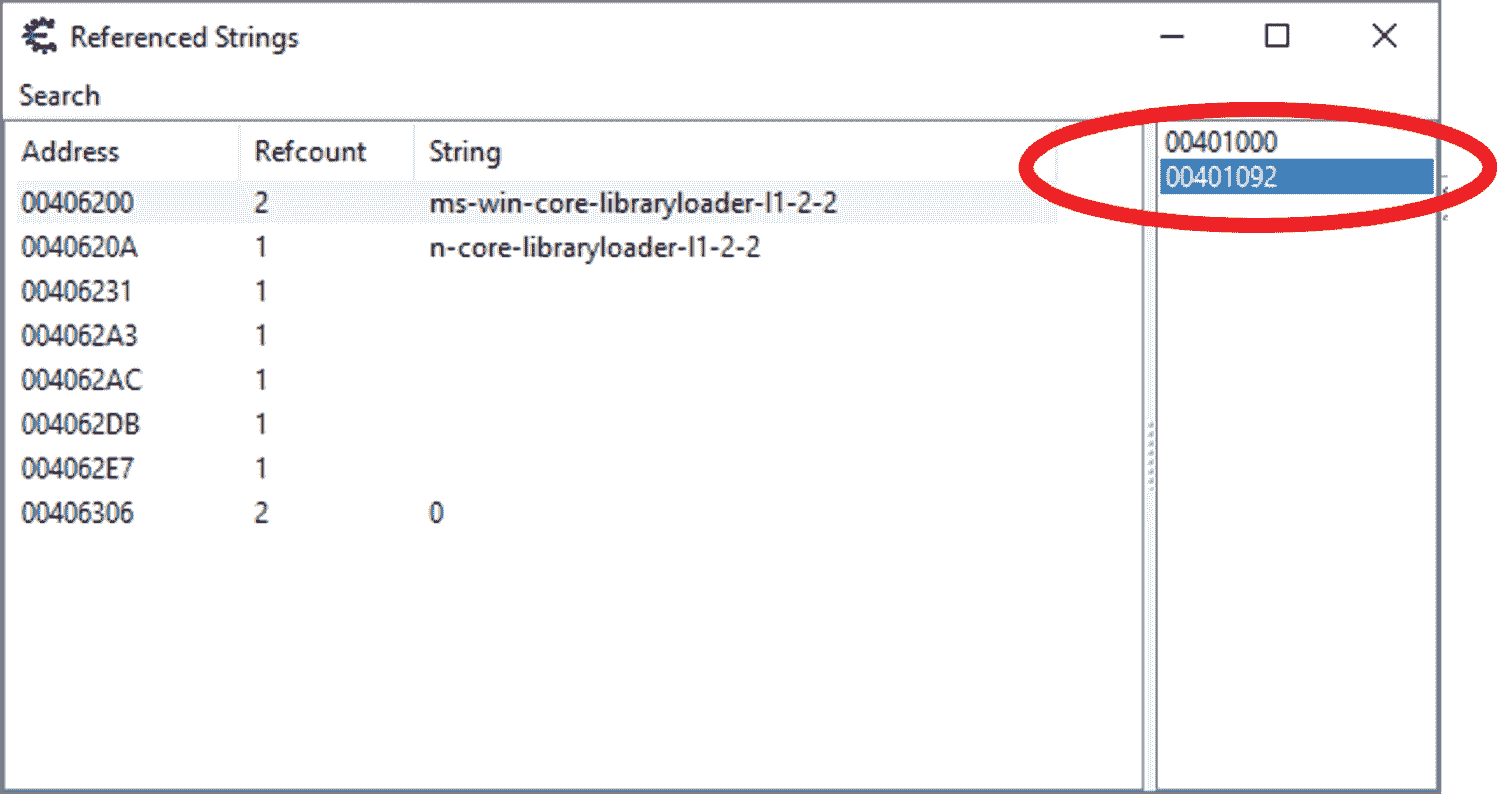 Referenced Strings
Search
Address Refcount String
00406200 2 ms-win-core-libraryloader-l1-2-2
0040620A 1 n-core-libraryloader-l1-2-2
00406231 1
004062A3 1
004062AC 1
004062DB 1
004062E7 1
00406306 2 0
00401000
00401092